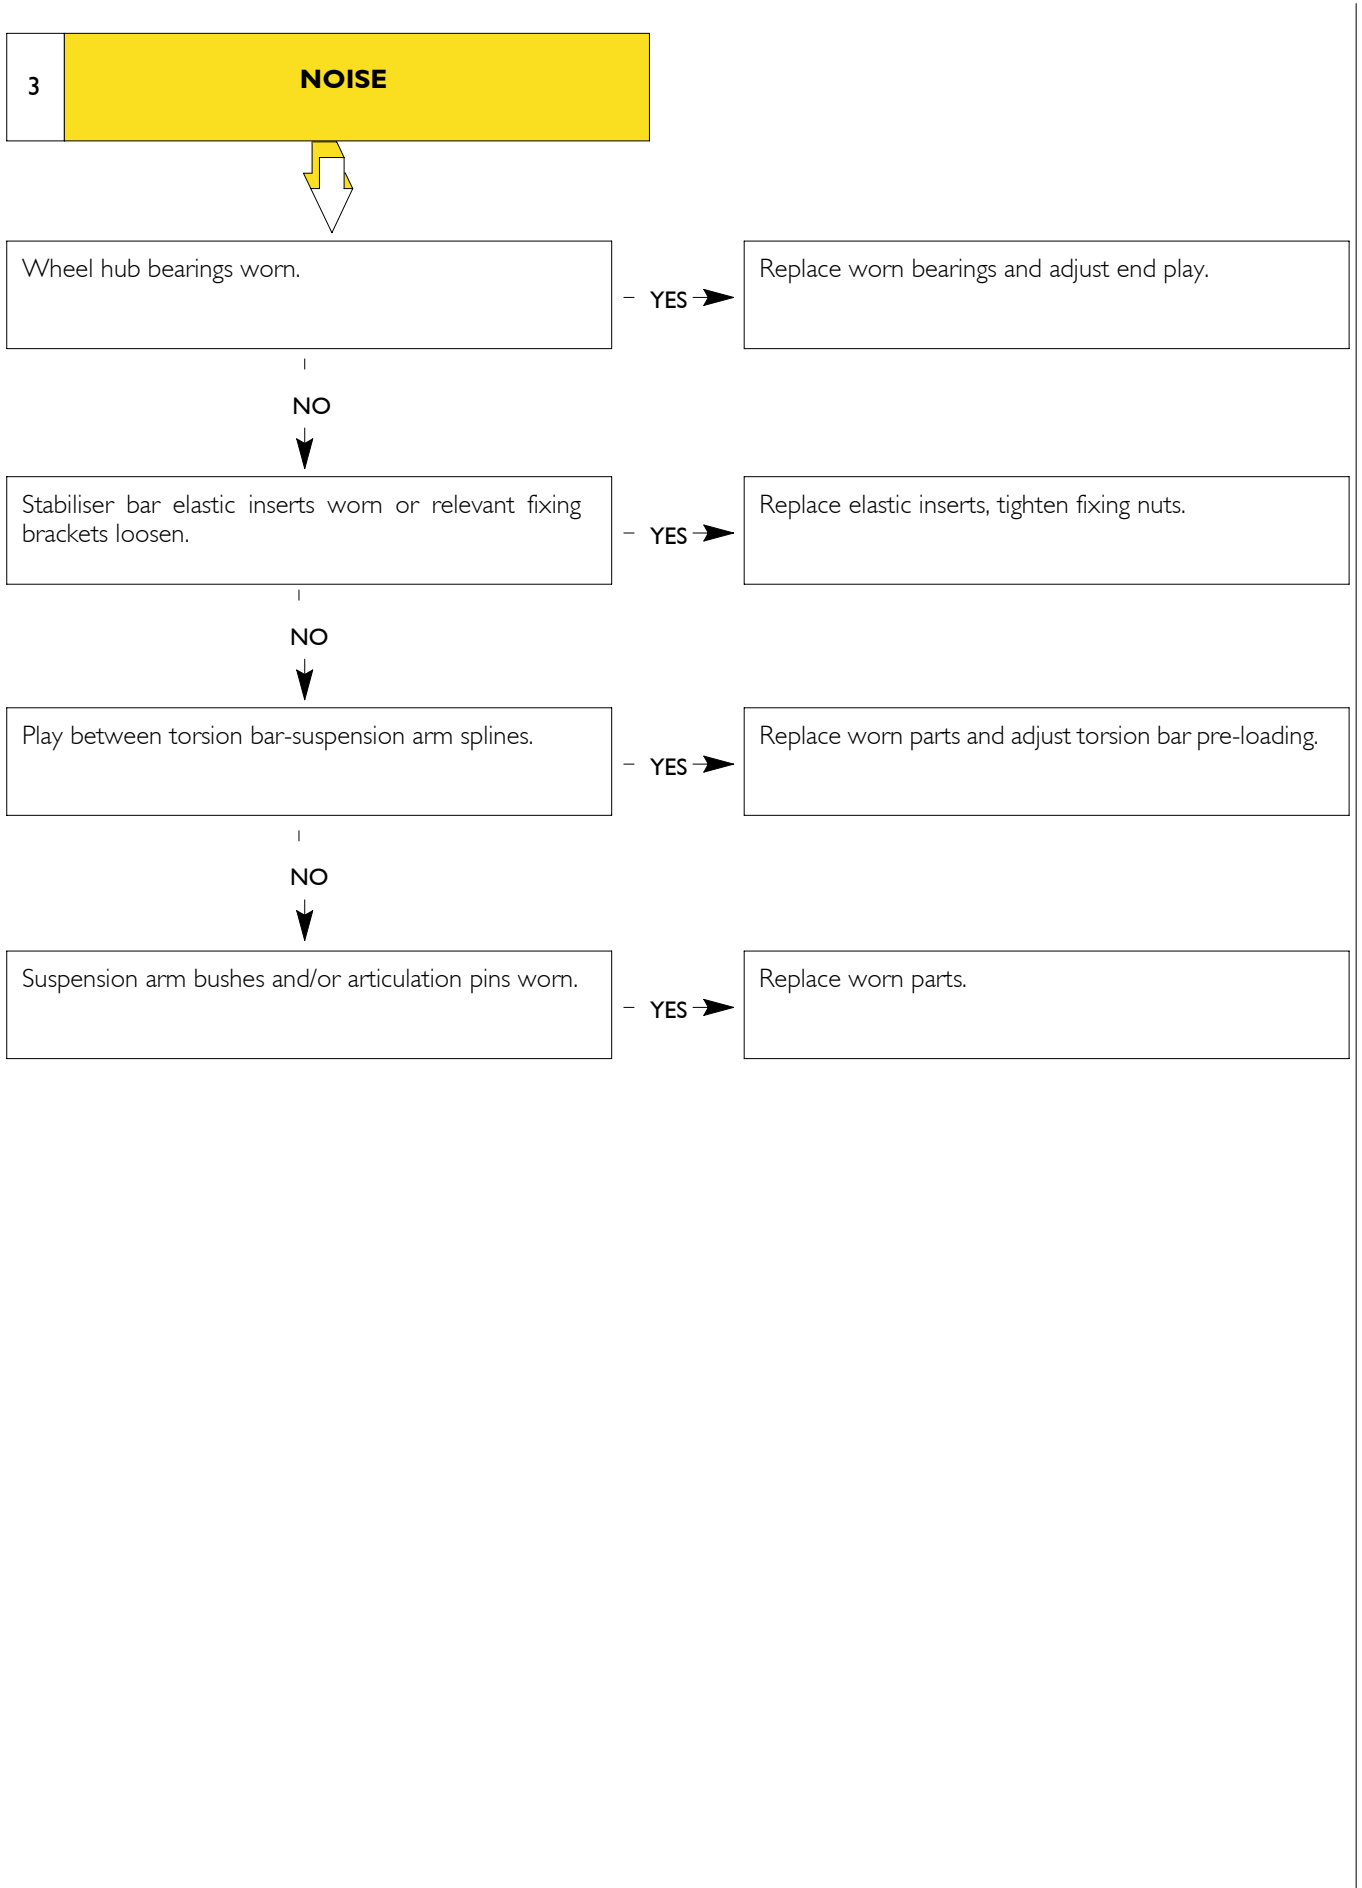 3
NOISE
Wheel hub bearings worn.
– YES
Replace worn bearings and adjust end play.
NO
Stabiliser bar elastic inserts worn or relevant fixing
brackets loosen.
– YES
Replace elastic inserts, tighten fixing nuts.
NO
Play between torsion bar-suspension arm splines.
– YES
Replace worn parts and adjust torsion bar pre-loading.
NO
Suspension arm bushes and/or articulation pins worn.
– YES
Replace worn parts.